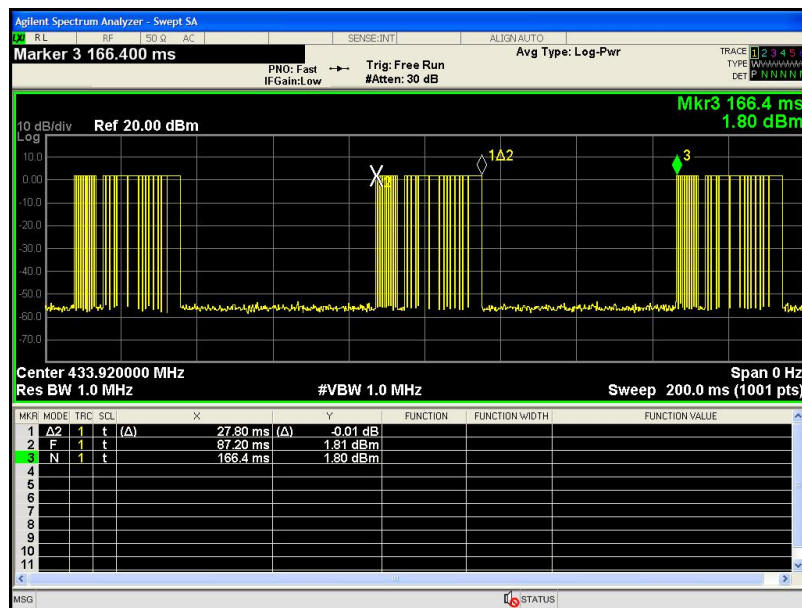 Agilent Spectrum Analyzer - Swept SA
LXI RL RF 50 Ω AC SENSE:INT ALIGN AUTO
Marker 3 166.400 ms
Avg Type: Log-Pwr
TRACE 1 2 3 4 5
PNO: Fast Trig: Free Run
TYPE W
IFGain:Low #Atten: 30 dB
DET P N N N N
Mkr3 166.4 ms
10 dB/div Ref 20.00 dBm 1.80 dBm
Log
10.0
0.00
-10.0
-20.0
-30.0
-40.0
-50.0
-60.0
-70.0
2 1Δ2 3
Center 433.920000 MHz Span 0 Hz
Res BW 1.0 MHz #VBW 1.0 MHz Sweep 200.0 ms (1001 pts)
MKR MODE TRC SCL X Y FUNCTION FUNCTION WIDTH FUNCTION VALUE
1 Δ2 1 t (Δ) 27.80 ms (Δ) -0.01 dB
2 F 1 t 87.20 ms 1.81 dBm
3 N 1 t 166.4 ms 1.80 dBm
4
5
6
7
8
9
10
11
MSG STATUS